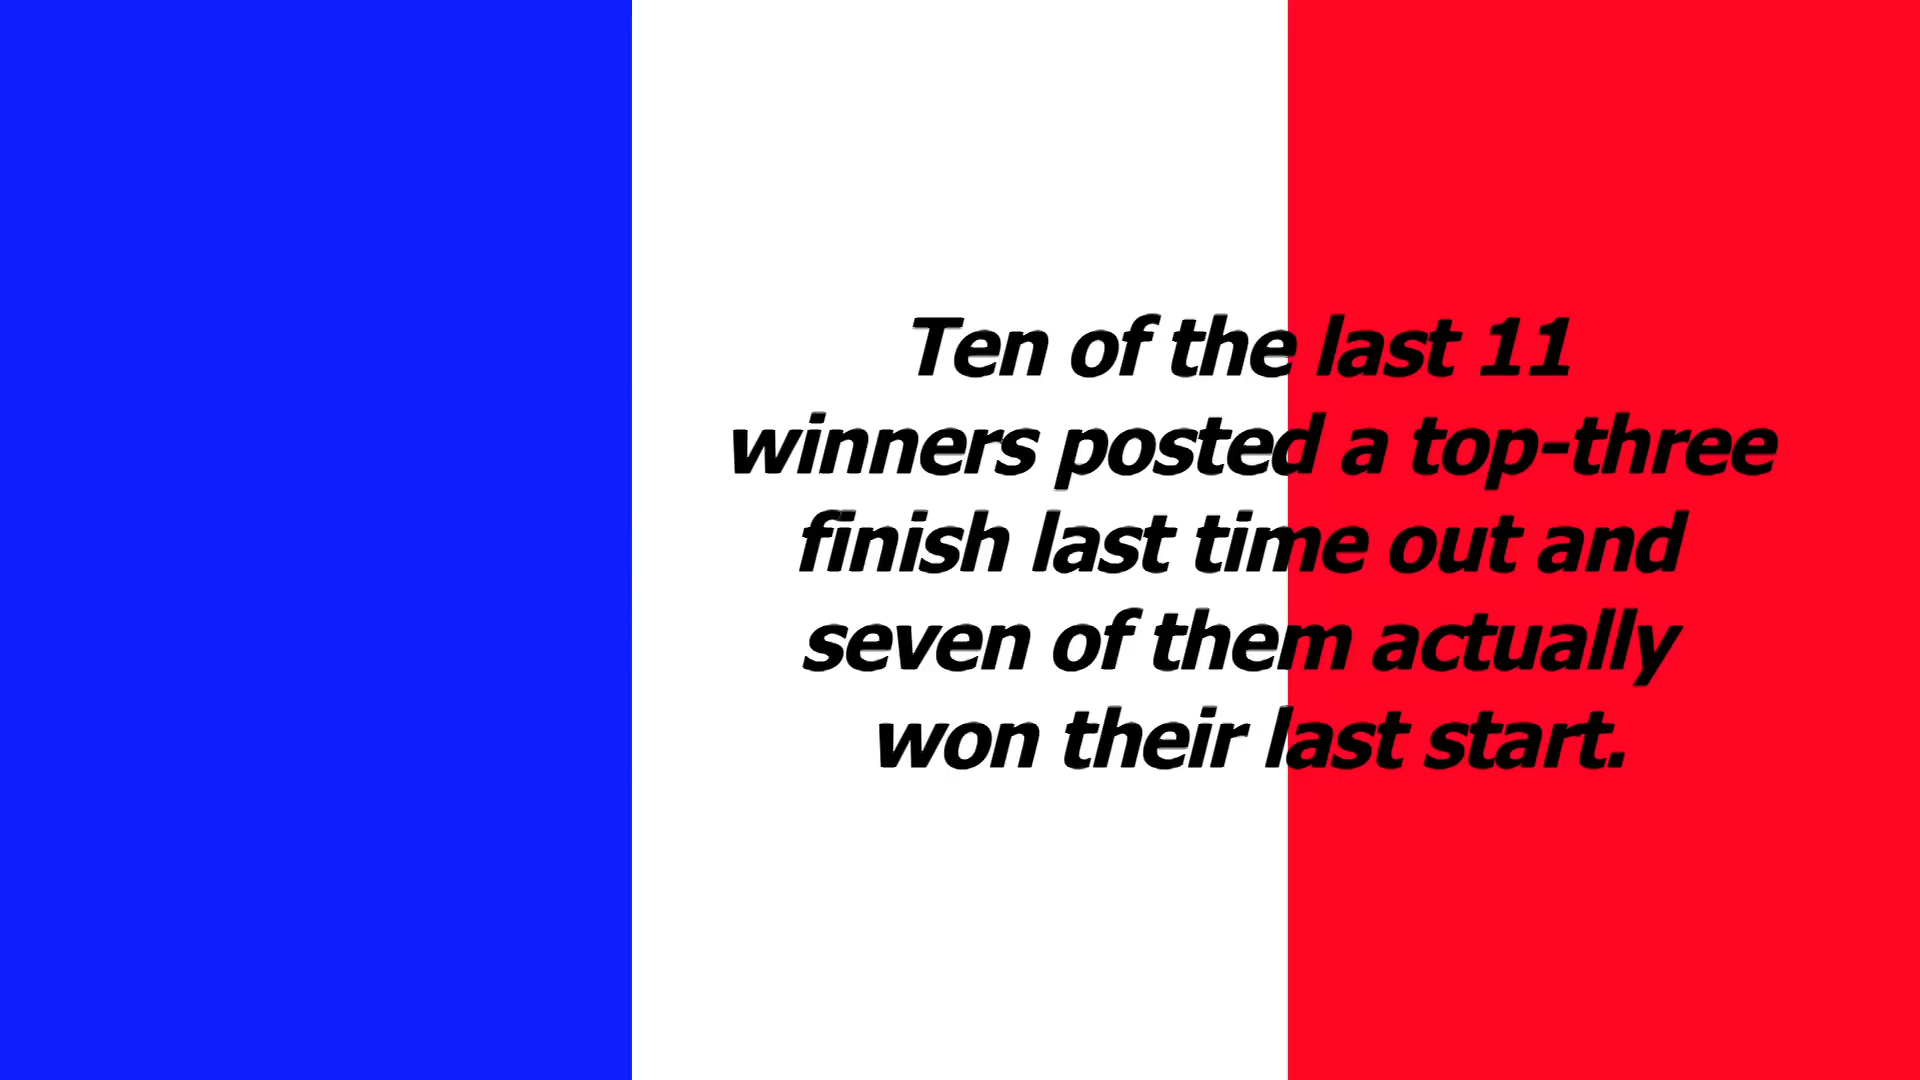 Ten of the last 11
winners posted a top-three
finish last time out and
seven of them actually
won their last start.